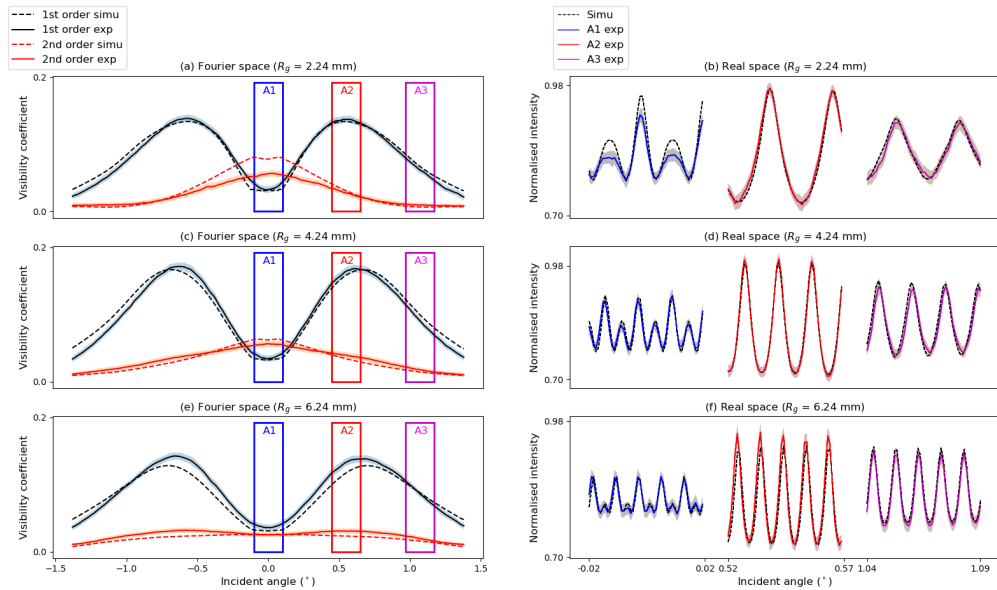 1st order simu
1st order exp
2nd order simu
2nd order exp
Simu
A1 exp
A2 exp
A3 exp
(a) Fourier space (Rg = 2.24 mm)
Visibility coefficient
0.2
0.0
A1
A2
A3
(b) Real space (Rg = 2.24 mm)
Normalised intensity
0.98
0.70
(c) Fourier space (Rg = 4.24 mm)
Visibility coefficient
0.2
0.0
A1
A2
A3
(d) Real space (Rg = 4.24 mm)
Normalised intensity
0.98
0.70
(e) Fourier space (Rg = 6.24 mm)
Visibility coefficient
0.2
0.0
A1
A2
A3
−1.5 −1.0 −0.5 0.0 0.5 1.0 1.5
Incident angle (°)
(f) Real space (Rg = 6.24 mm)
Normalised intensity
0.98
0.70
-0.02 0.02 0.52 0.57 1.04 1.09
Incident angle (°)